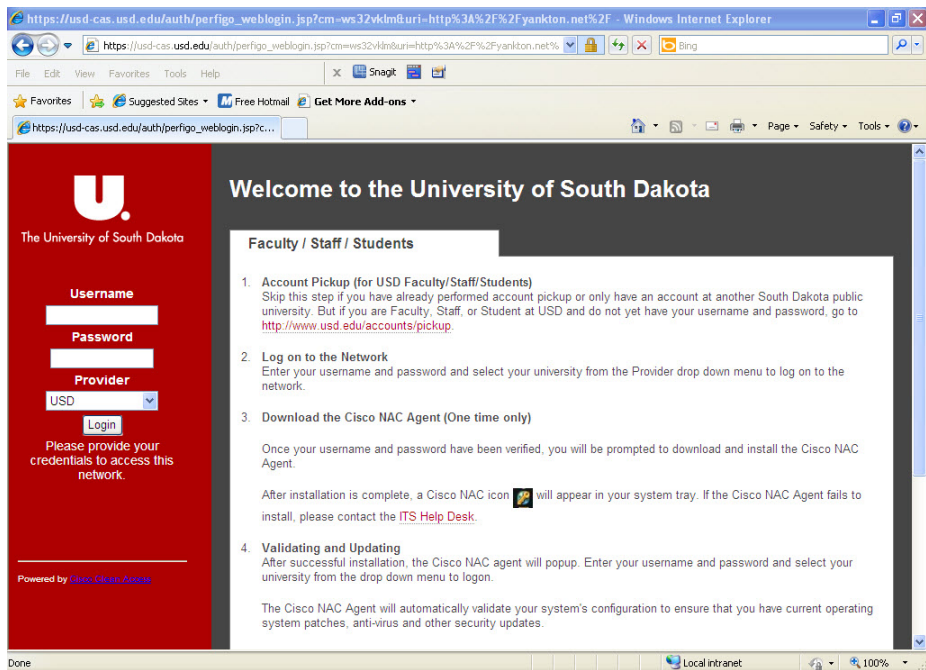 https://usd-cas.usd.edu/auth/perfigo_weblogin.jsp?cm=ws32vklm&uri=http%3A%2F%2Fyankton.net%2F - Windows Internet Explorer
https://usd-cas.usd.edu/auth/perfigo_weblogin.jsp?cm=ws32vklm&uri=http%3A%2F%2Fyankton.net% Bing
File Edit View Favorites Tools Help x Snagit
Favorites Suggested Sites Free Hotmail Get More Add-ons
https://usd-cas.usd.edu/auth/perfigo_weblogin.jsp?c... Page Safety Tools
U.
The University of South Dakota
Username
Password
Provider
USD
Login
Please provide your
credentials to access this
network.
Powered by Cisco Clean Access
Welcome to the University of South Dakota
Faculty / Staff / Students
1. Account Pickup (for USD Faculty/Staff/Students)
Skip this step if you have already performed account pickup or only have an account at another South Dakota public
university. But if you are Faculty, Staff, or Student at USD and do not yet have your username and password, go to
http://www.usd.edu/accounts/pickup.
2. Log on to the Network
Enter your username and password and select your university from the Provider drop down menu to log on to the
network.
3. Download the Cisco NAC Agent (One time only)
Once your username and password have been verified, you will be prompted to download and install the Cisco NAC
Agent.
After installation is complete, a Cisco NAC icon will appear in your system tray. If the Cisco NAC Agent fails to
install, please contact the ITS Help Desk.
4. Validating and Updating
After successful installation, the Cisco NAC agent will popup. Enter your username and password and select your
university from the drop down menu to logon.
The Cisco NAC Agent will automatically validate your system's configuration to ensure that you have current operating
system patches, anti-virus and other security updates.
Done Local intranet 100%